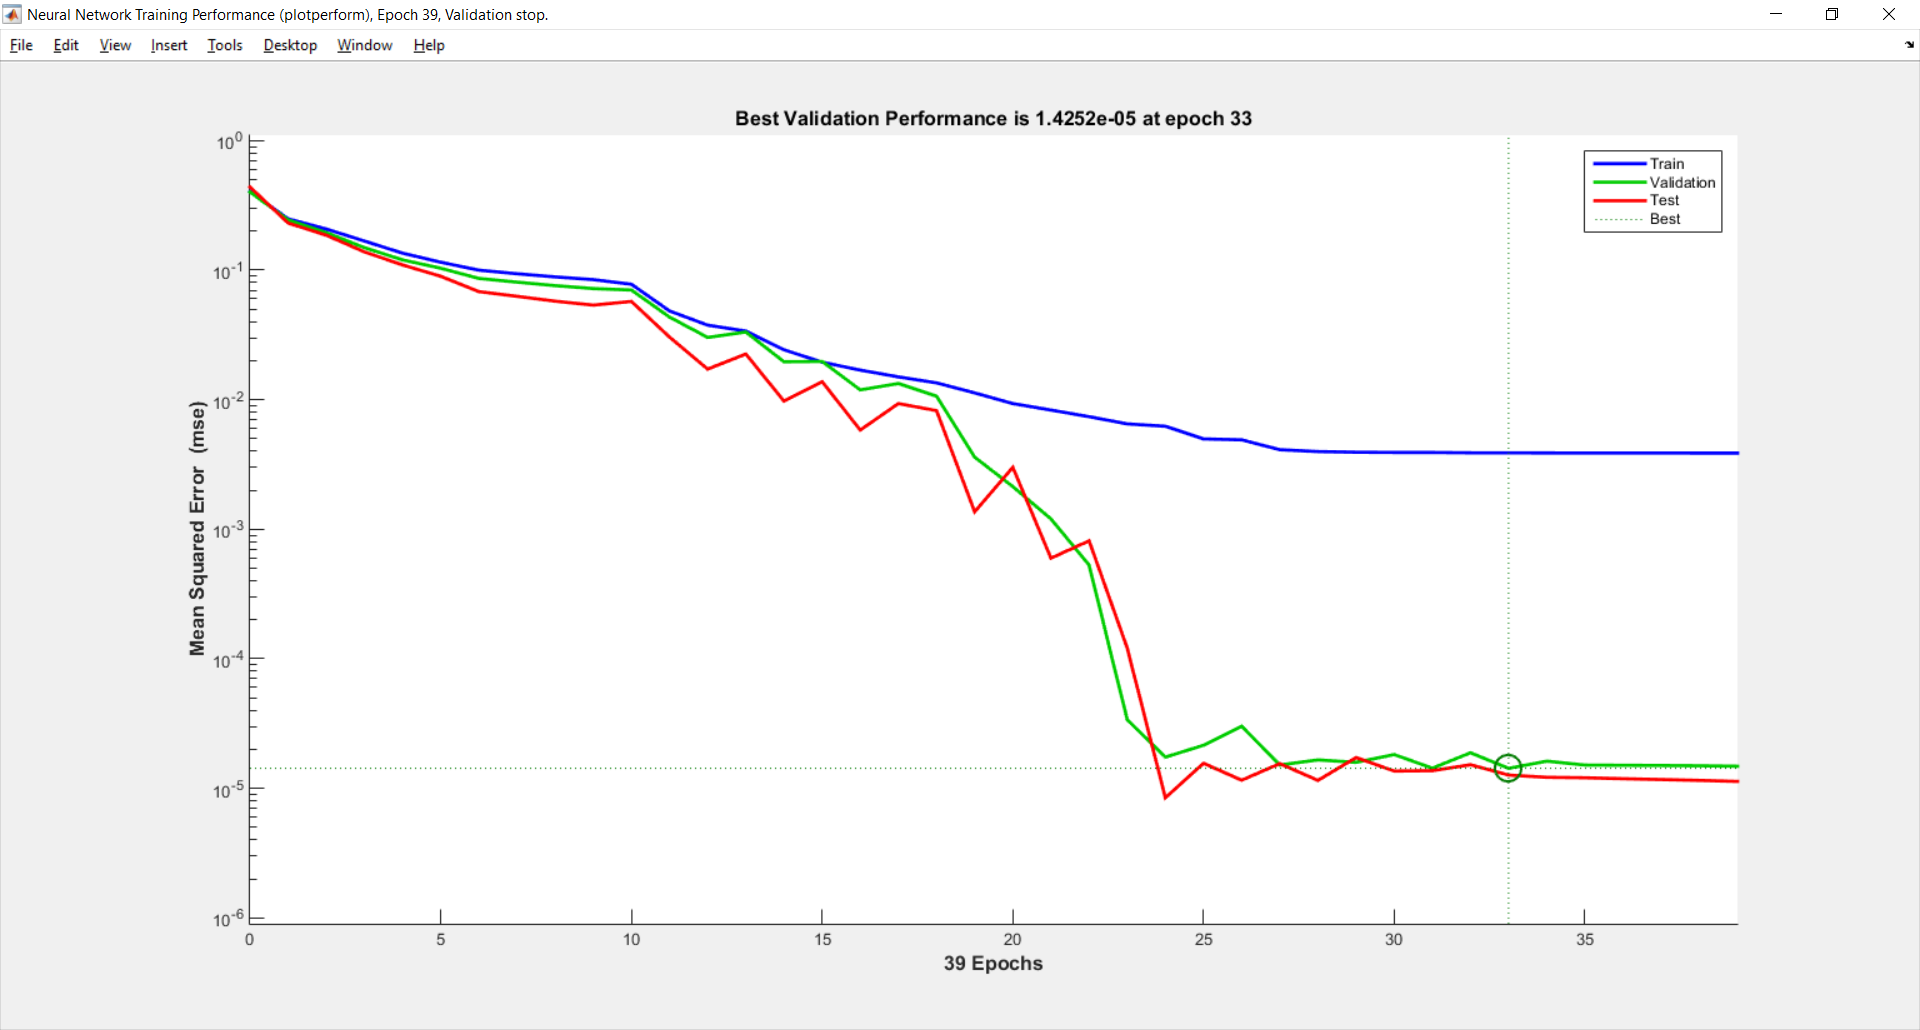 Neural Network Training Performance (plotperform), Epoch 39, Validation stop.
File Edit View Insert Tools Desktop Window Help
Best Validation Performance is 1.4252e-05 at epoch 33
10^0
10^-1
10^-2
10^-3
10^-4
10^-5
10^-6
Mean Squared Error (mse)
Train
Validation
Test
Best
0 5 10 15 20 25 30 35
39 Epochs